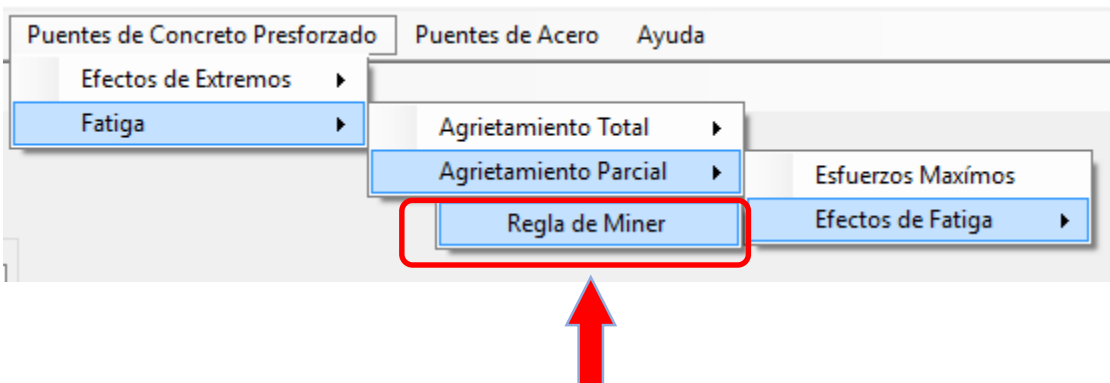 Puentes de Concreto Presforzado Puentes de Acero Ayuda
Efectos de Extremos
Fatiga
Agrietamiento Total
Agrietamiento Parcial
Esfuerzos Maxímos
Efectos de Fatiga
Regla de Miner